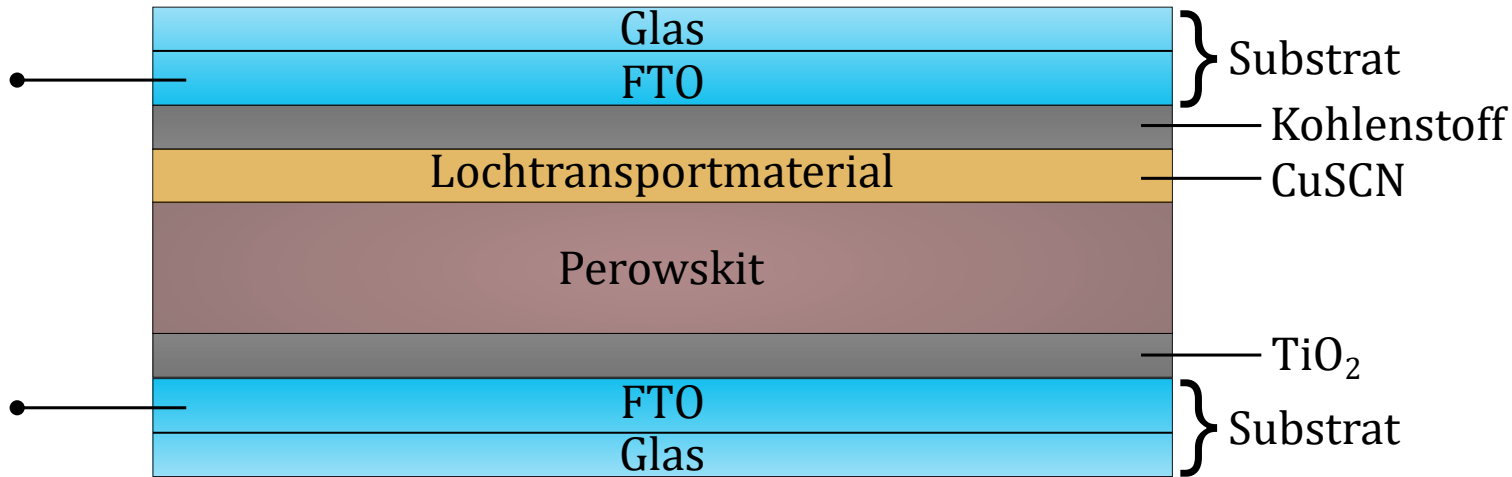 Glas
Substrat
FTO
Kohlenstoff
Lochtransportmaterial
CuSCN
Perowskit
TiO₂
FTO
Substrat
Glas